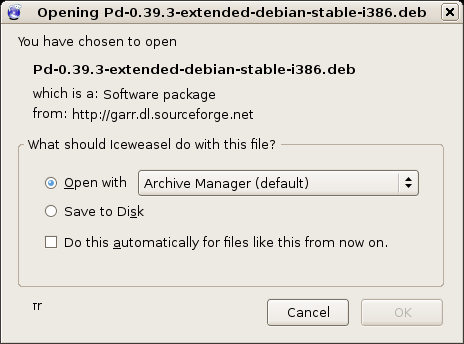 Opening Pd-0.39.3-extended-debian-stable-i386.deb
You have chosen to open
Pd-0.39.3-extended-debian-stable-i386.deb
which is a: Software package
from: http://garr.dl.sourceforge.net
What should Iceweasel do with this file?
Open with Archive Manager (default)
Save to Disk
Do this automatically for files like this from now on.
Cancel OK